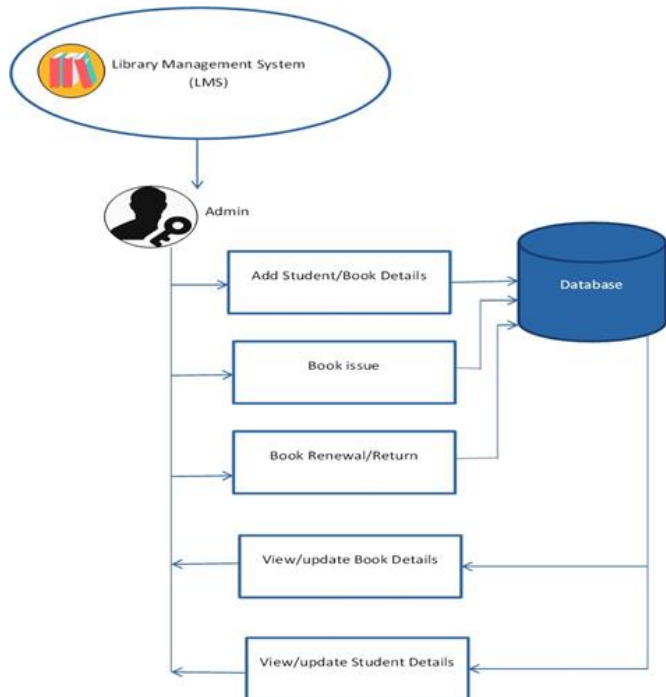 Library Management System
(LMS)
Admin
Add Student/Book Details
Database
Book issue
Book Renewal/Return
View/update Book Details
View/update Student Details